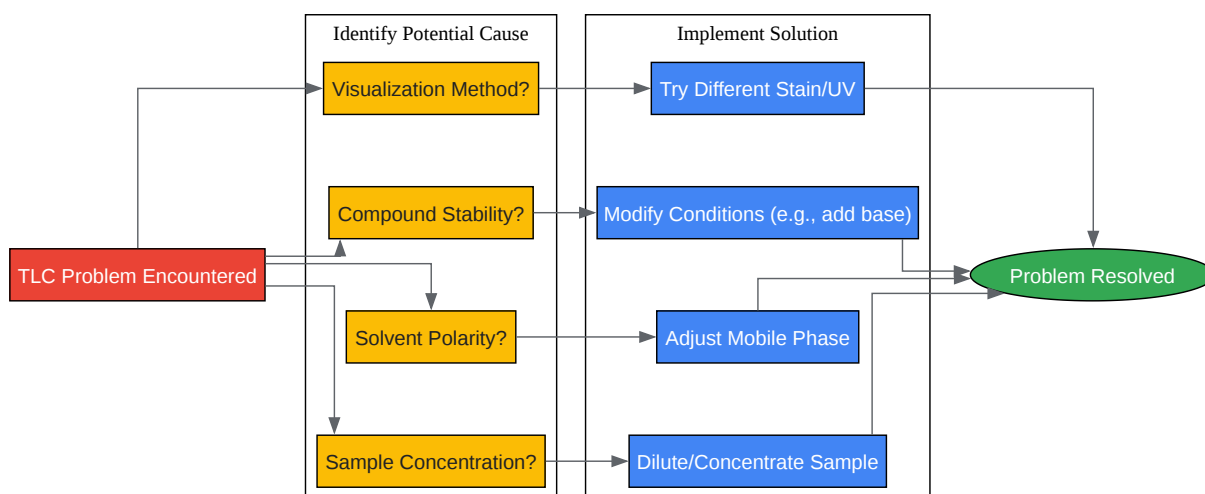 Identify Potential Cause
Implement Solution
Visualization Method?
Try Different Stain/UV
Compound Stability?
Modify Conditions (e.g., add base)
TLC Problem Encountered
Problem Resolved
Solvent Polarity?
Adjust Mobile Phase
Sample Concentration?
Dilute/Concentrate Sample